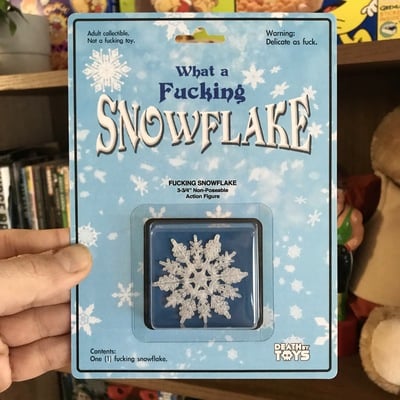 Adult collectible.
Not a fucking toy.
Warning:
Delicate as fuck.
What a
Fucking
SNOWFLAKE
FUCKING SNOWFLAKE
3-3/4" Non-Poseable
Action Figure
Contents:
One (1) fucking snowflake.
DEATH BY
TOYS